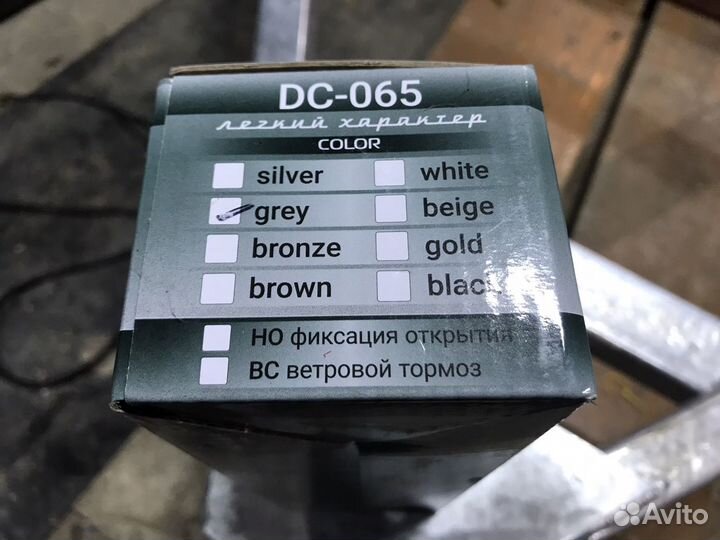 DC-065
легкий характер
COLOR
silver white
grey beige
bronze gold
brown black
HO фиксация открытия
BC ветровой тормоз
Avito